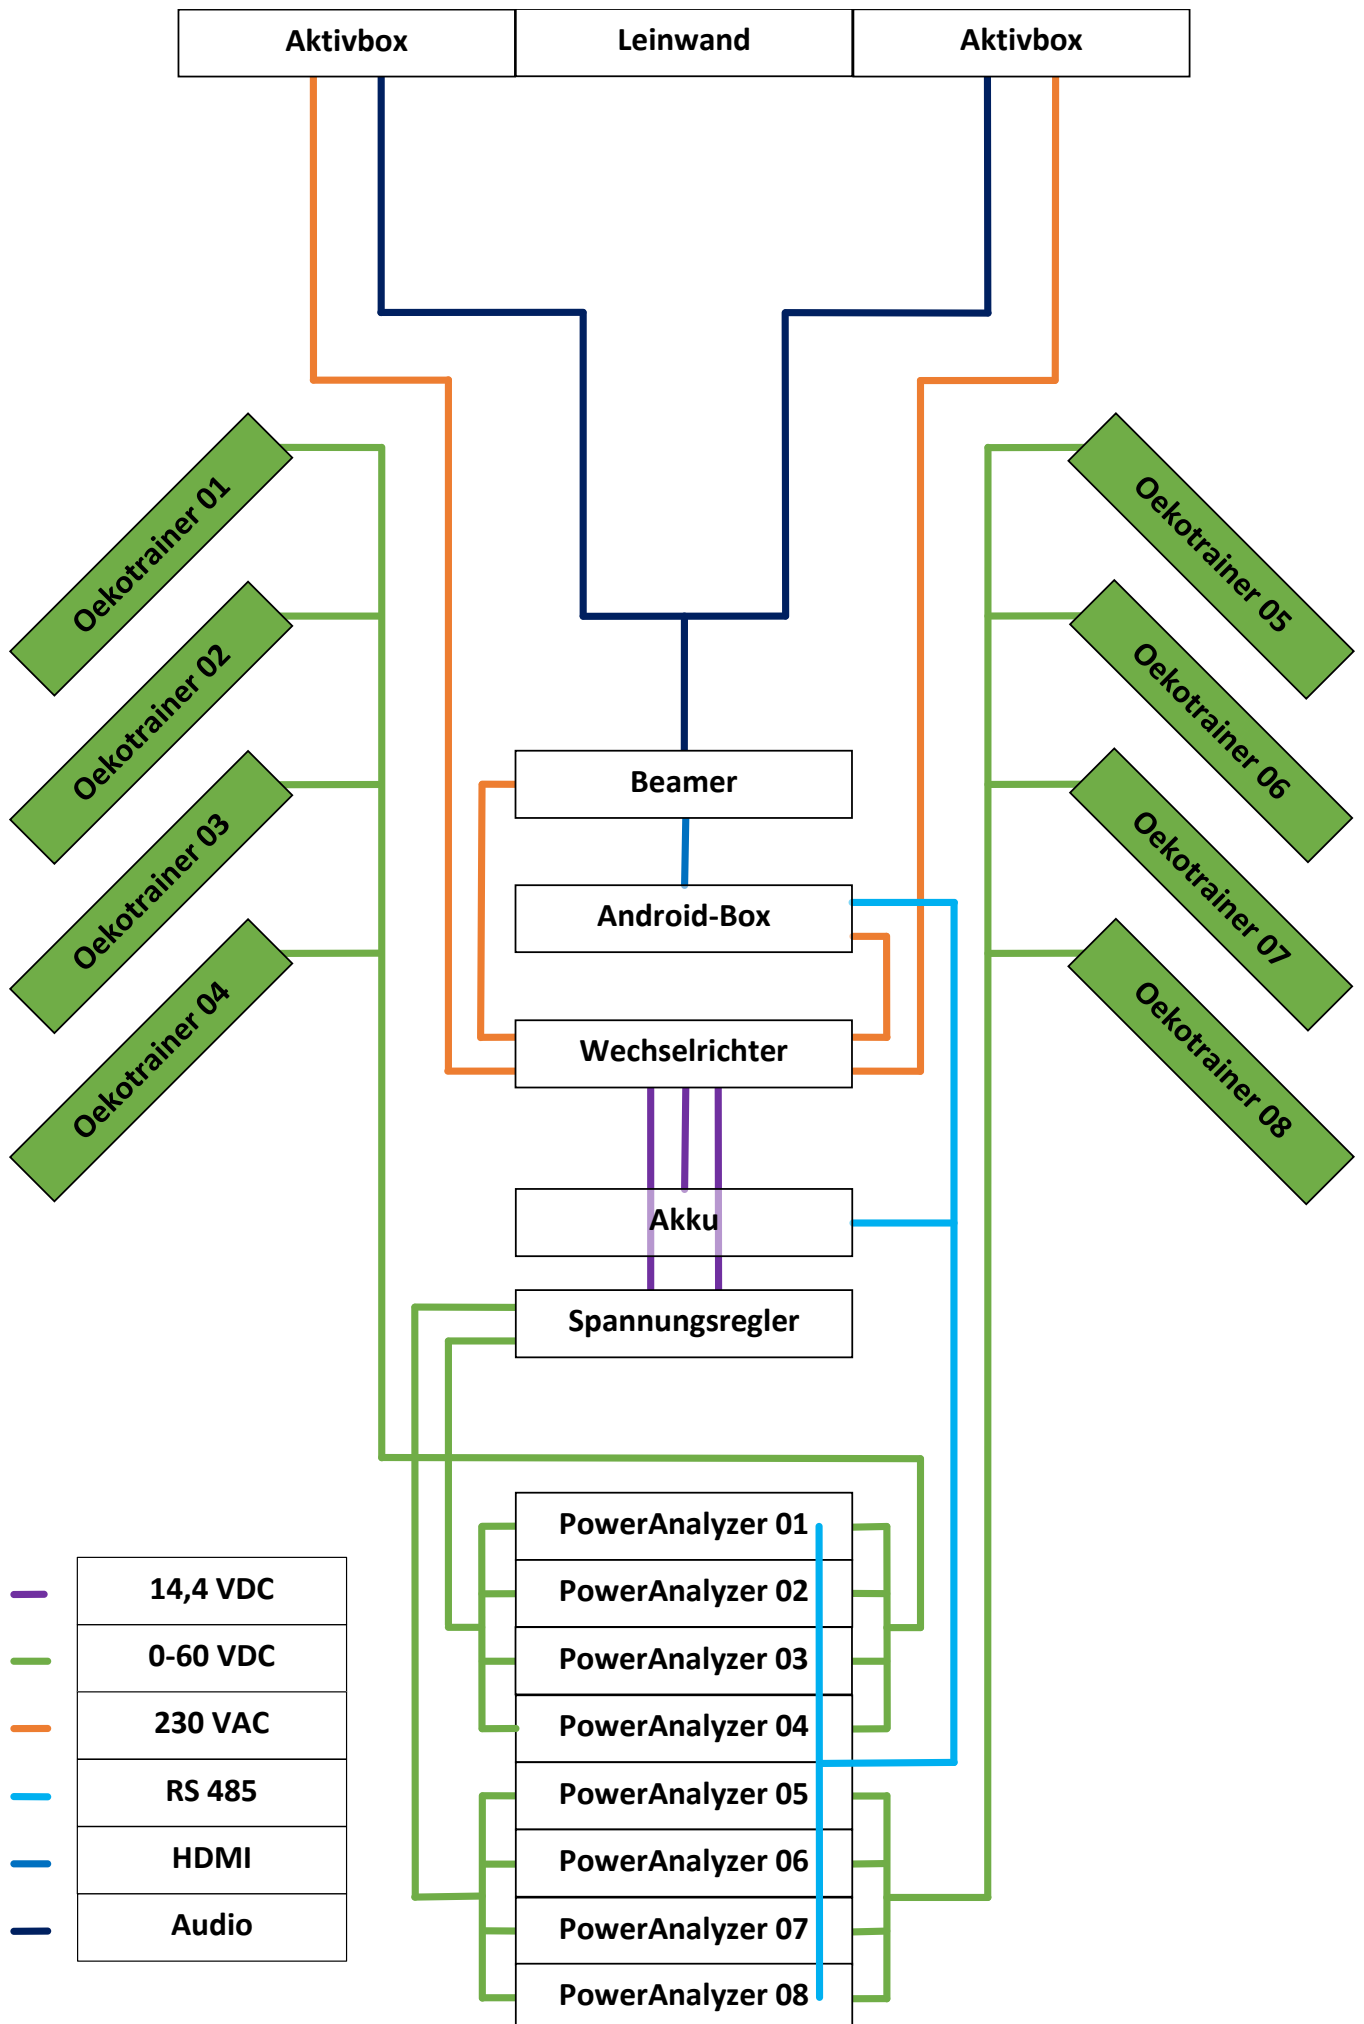 Aktivbox
Leinwand
Aktivbox
Oekotrainer 01
Oekotrainer 02
Oekotrainer 03
Oekotrainer 04
Oekotrainer 05
Oekotrainer 06
Oekotrainer 07
Oekotrainer 08
Beamer
Android-Box
Wechselrichter
Akku
Spannungsregler
PowerAnalyzer 01
PowerAnalyzer 02
PowerAnalyzer 03
PowerAnalyzer 04
PowerAnalyzer 05
PowerAnalyzer 06
PowerAnalyzer 07
PowerAnalyzer 08
14,4 VDC
0-60 VDC
230 VAC
RS 485
HDMI
Audio